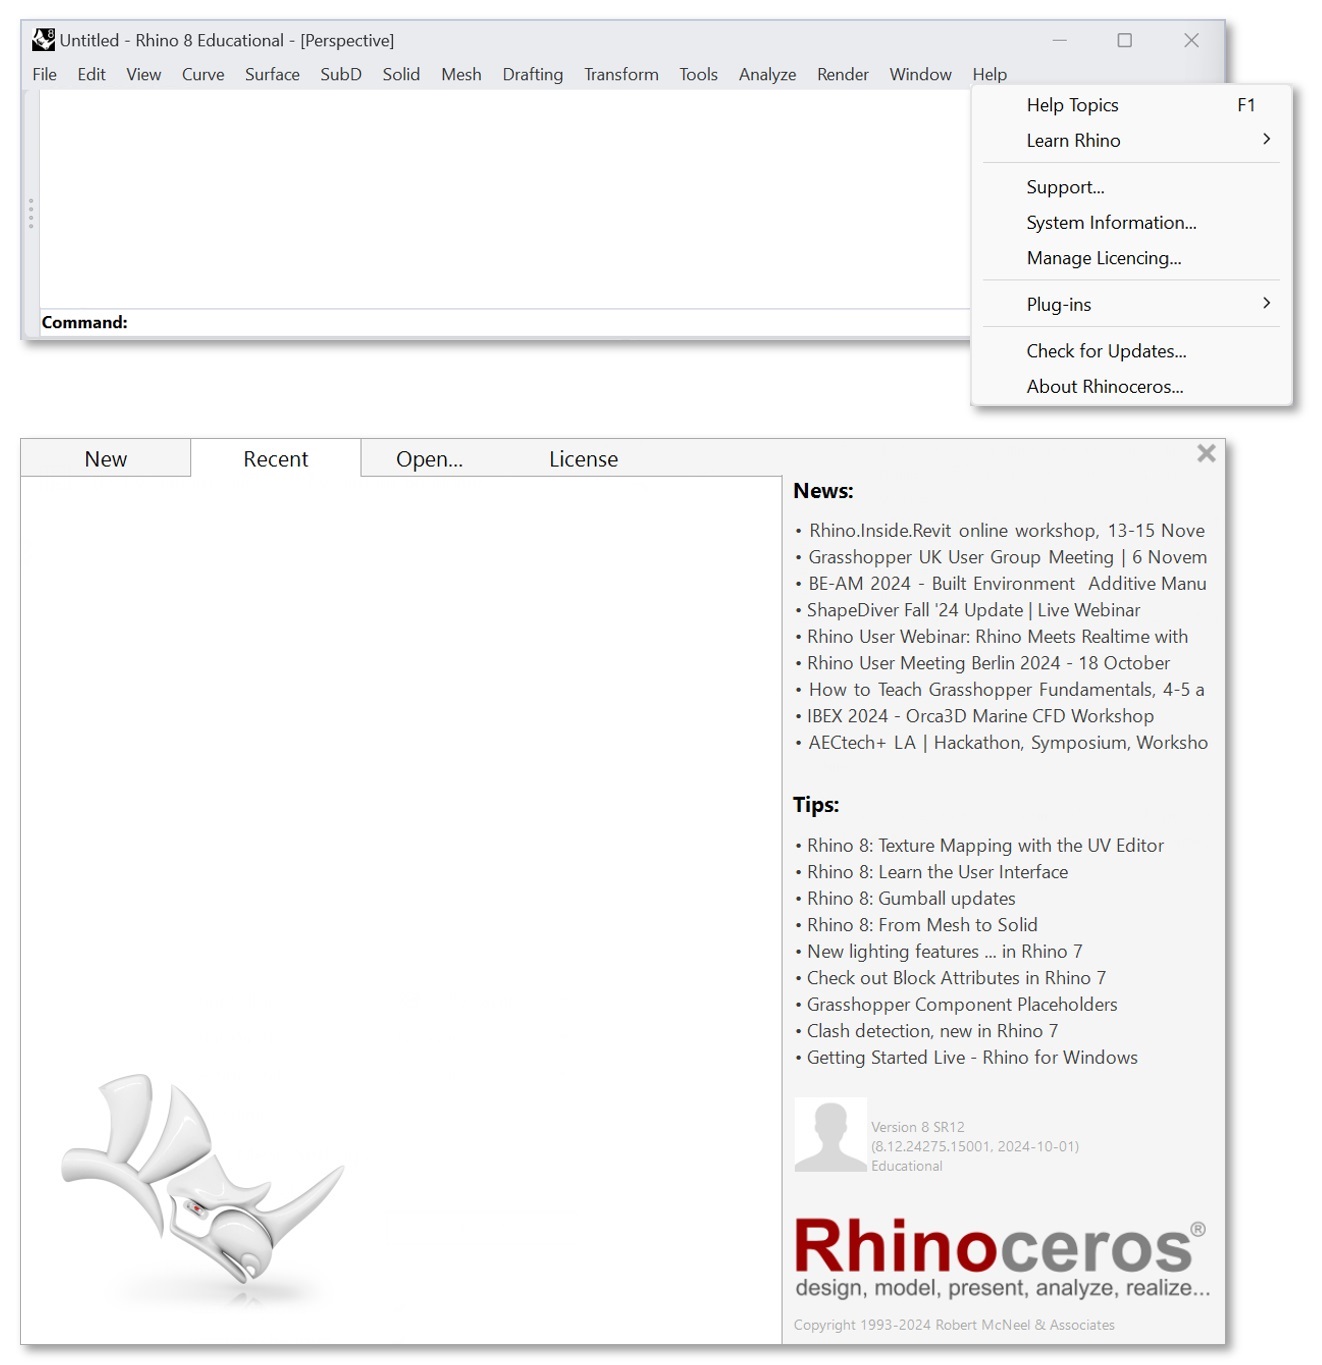 Untitled - Rhino 8 Educational - [Perspective]
File Edit View Curve Surface SubD Solid Mesh Drafting Transform Tools Analyze Render Window Help
Help Topics F1
Learn Rhino
Support...
System Information...
Manage Licencing...
Plug-ins
Check for Updates...
About Rhinoceros...
Command:
New Recent Open... License
News:
• Rhino.Inside.Revit online workshop, 13-15 Nove
• Grasshopper UK User Group Meeting | 6 Novem
• BE-AM 2024 - Built Environment Additive Manu
• ShapeDiver Fall '24 Update | Live Webinar
• Rhino User Webinar: Rhino Meets Realtime with
• Rhino User Meeting Berlin 2024 - 18 October
• How to Teach Grasshopper Fundamentals, 4-5 a
• IBEX 2024 - Orca3D Marine CFD Workshop
• AECtech+ LA | Hackathon, Symposium, Worksho
Tips:
• Rhino 8: Texture Mapping with the UV Editor
• Rhino 8: Learn the User Interface
• Rhino 8: Gumball updates
• Rhino 8: From Mesh to Solid
• New lighting features ... in Rhino 7
• Check out Block Attributes in Rhino 7
• Grasshopper Component Placeholders
• Clash detection, new in Rhino 7
• Getting Started Live - Rhino for Windows
Version 8 SR12
(8.12.24275.15001, 2024-10-01)
Educational
Rhinoceros®
design, model, present, analyze, realize...
Copyright 1993-2024 Robert McNeel & Associates